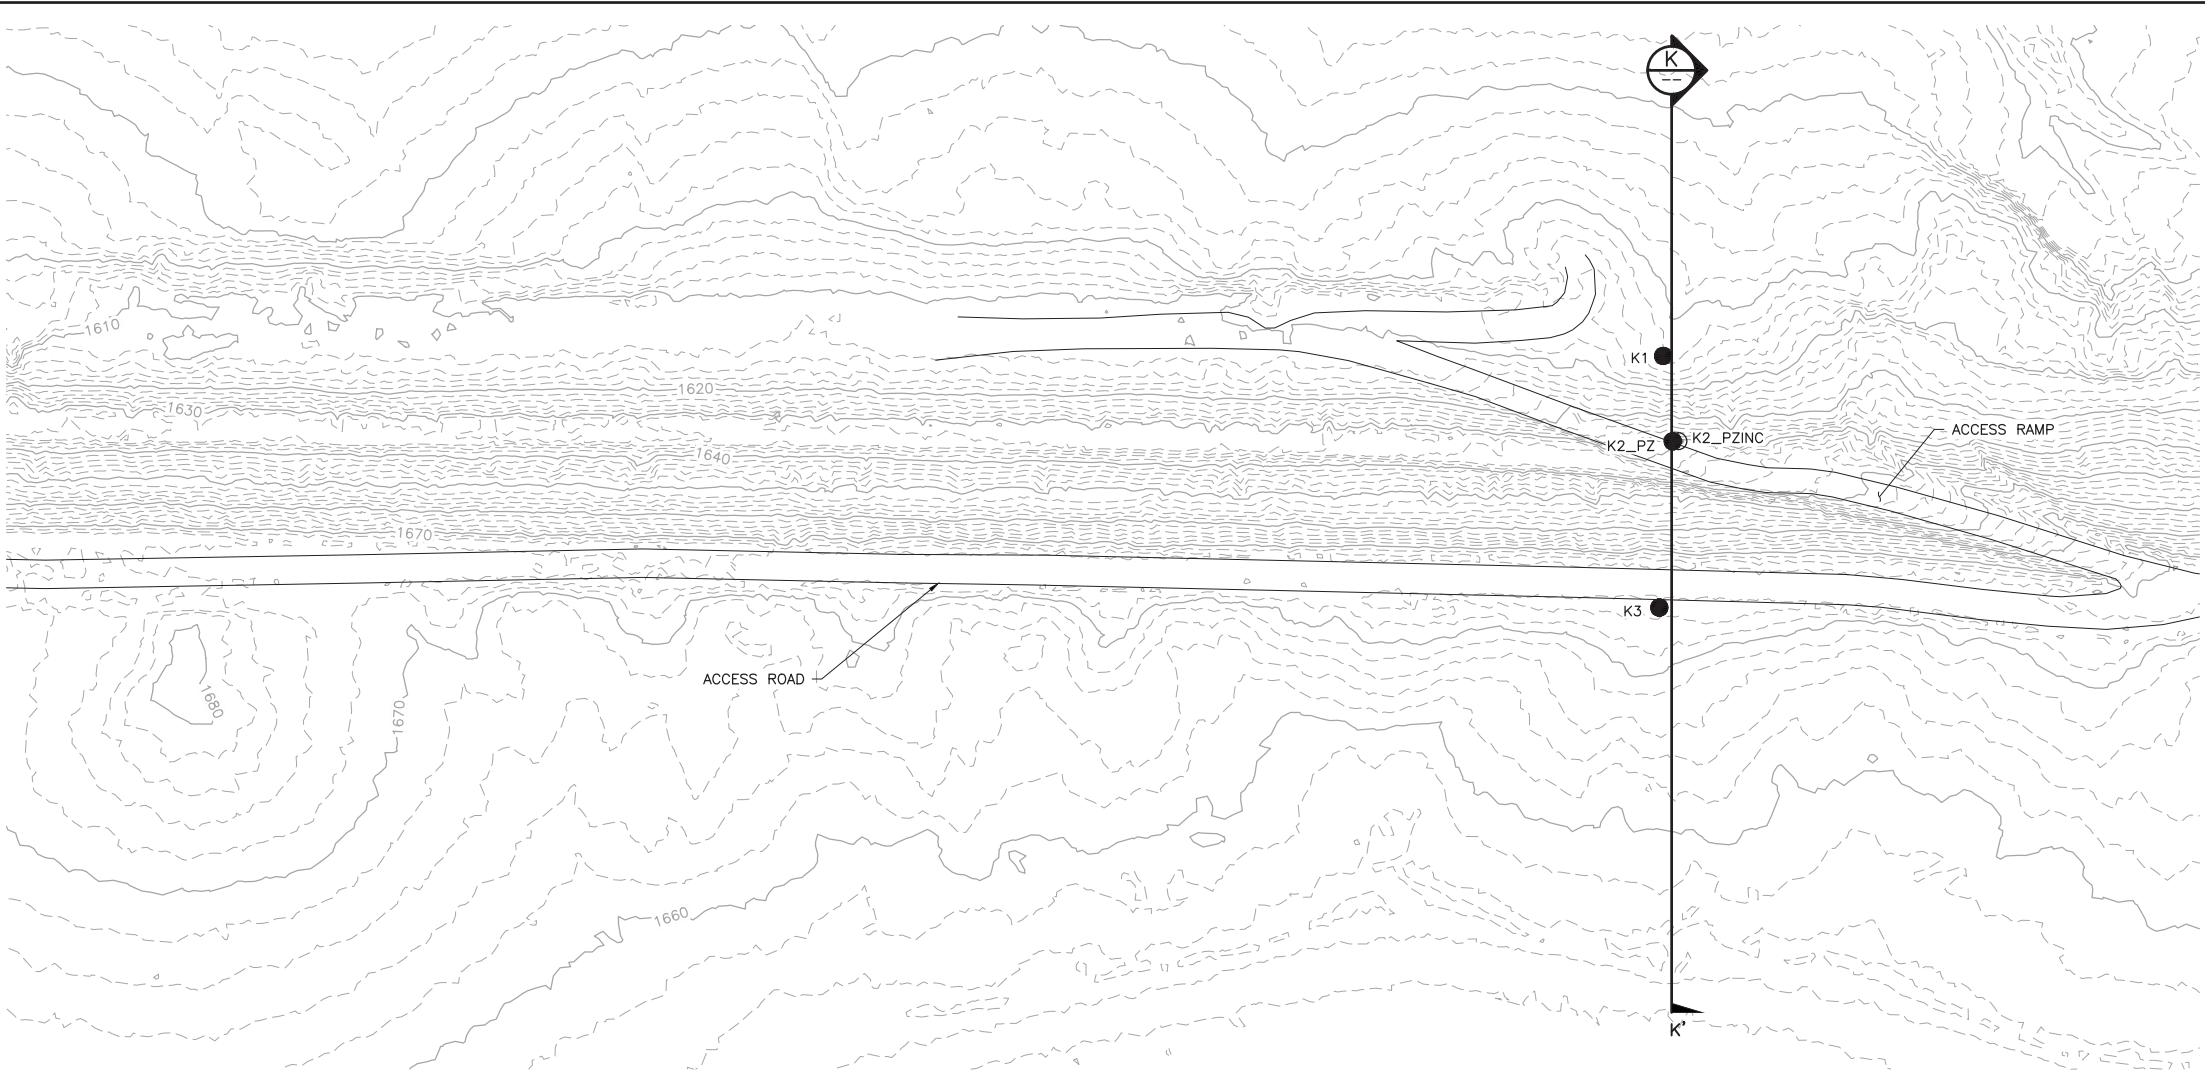 K
--
1610
K1
1620
1630
ACCESS RAMP
K2_PZINC
K2_PZ
1640
1670
K3
ACCESS ROAD
1680
1670
1660
K'